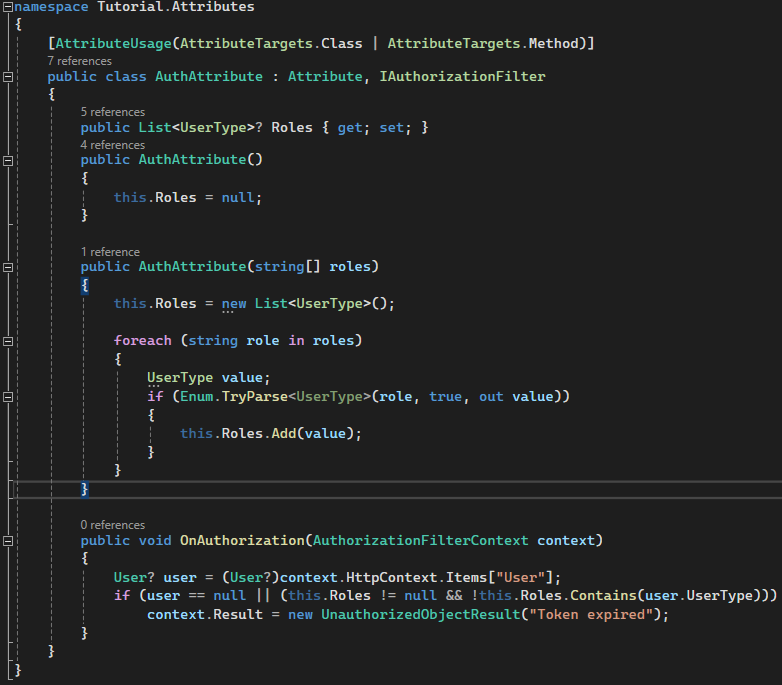 namespace Tutorial.Attributes
{
[AttributeUsage(AttributeTargets.Class | AttributeTargets.Method)]
7 references
public class AuthAttribute : Attribute, IAuthorizationFilter
{
5 references
public List<UserType>? Roles { get; set; }
4 references
public AuthAttribute()
{
this.Roles = null;
}
1 reference
public AuthAttribute(string[] roles)
{
this.Roles = new List<UserType>();
foreach (string role in roles)
{
UserType value;
if (Enum.TryParse<UserType>(role, true, out value))
{
this.Roles.Add(value);
}
}
}
0 references
public void OnAuthorization(AuthorizationFilterContext context)
{
User? user = (User?)context.HttpContext.Items["User"];
if (user == null || (this.Roles != null && !this.Roles.Contains(user.UserType)))
context.Result = new UnauthorizedObjectResult("Token expired");
}
}
}